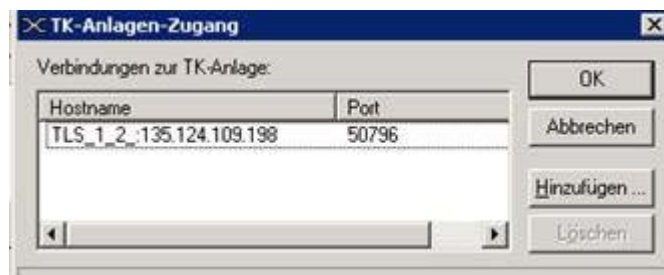 TK-Anlagen-Zugang
Verbindungen zur TK-Anlage:
Hostname Port
TLS_1_2_:135.124.109.198 50796
OK
Abbrechen
Hinzufügen ...
Löschen